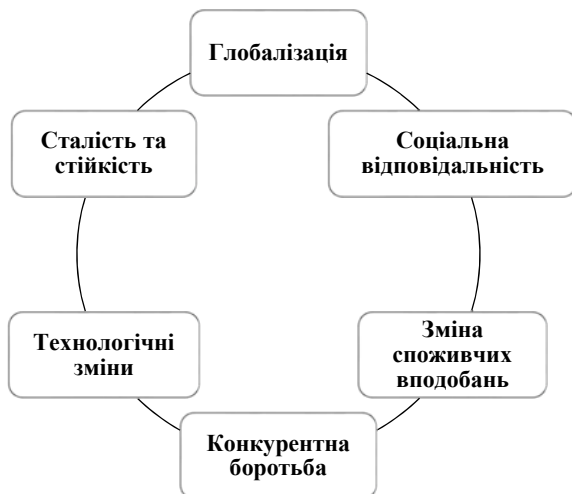 Глобалізація
Соціальна
відповідальність
Зміна
споживчих
вподобань
Конкурентна
боротьба
Технологічні
зміни
Сталість та
стійкість